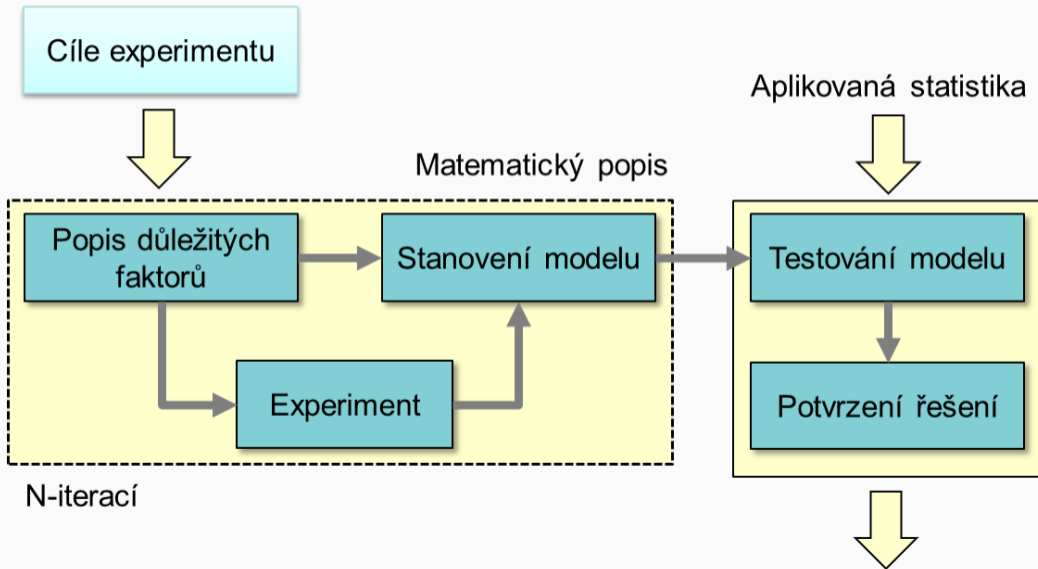 Cíle experimentu
Aplikovaná statistika
Matematický popis
Popis důležitých
faktorů
Stanovení modelu
Testování modelu
Experiment
Potvrzení řešení
N-iterací